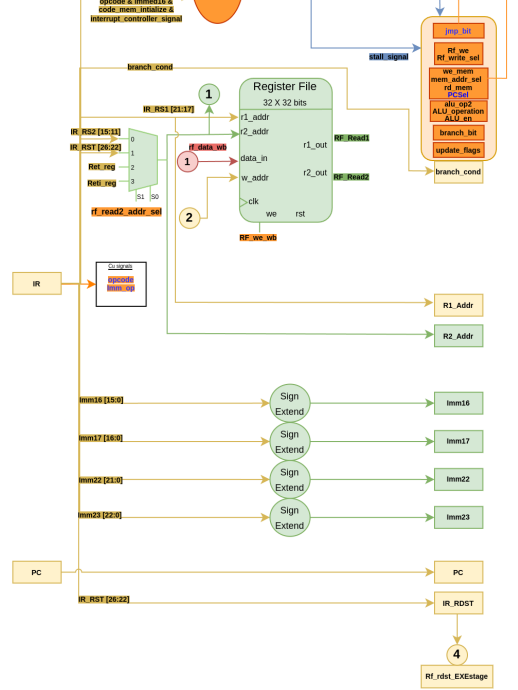 opcode & immed16 &
code_mem_intialize &
interrupt_controller_signal
jmp_bit
stall_signal
Rf_we
Rf_write_sel
we_mem
mem_addr_sel
rd_mem
PCSel
alu_op2
ALU_operation
ALU_en
branch_bit
update_flags
branch_cond
branch_cond
Register File
32 X 32 bits
1
IR_RS1 [21:17]
r1_addr
r2_addr
IR_RS2 [15:11]
0
IR_RST [26:22]
1
Ret_reg
2
Reti_reg
3
S1 S0
rf_read2_addr_sel
rf_data_wb
1
data_in
r1_out
RF_Read1
r2_out
RF_Read2
w_addr
2
clk
we rst
RF_we_wb
IR
Cu signals
opcode
Imm_op
R1_Addr
R2_Addr
Imm16 [15:0]
Sign
Extend
Imm16
Imm17 [16:0]
Sign
Extend
Imm17
Imm22 [21:0]
Sign
Extend
Imm22
Imm23 [22:0]
Sign
Extend
Imm23
PC
PC
IR_RST [26:22]
IR_RDST
4
Rf_rdst_EXEstage